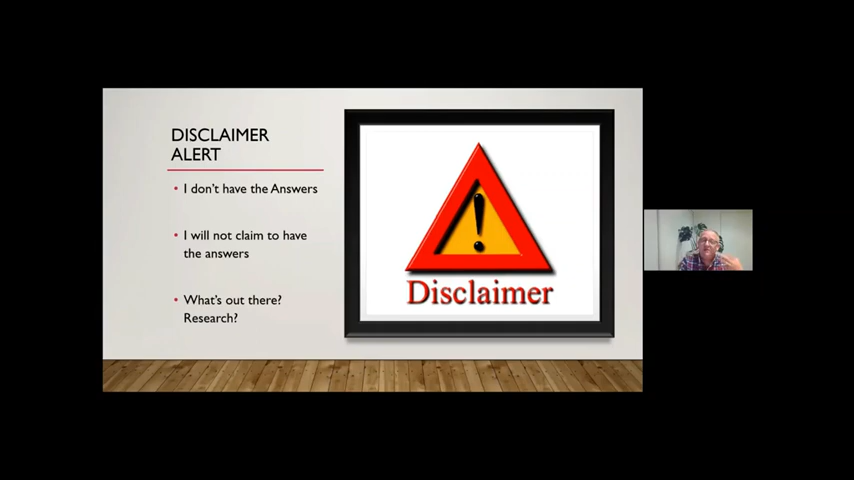 DISCLAIMER
ALERT
• I don't have the Answers
• I will not claim to have
the answers
• What's out there?
Research?
Disclaimer